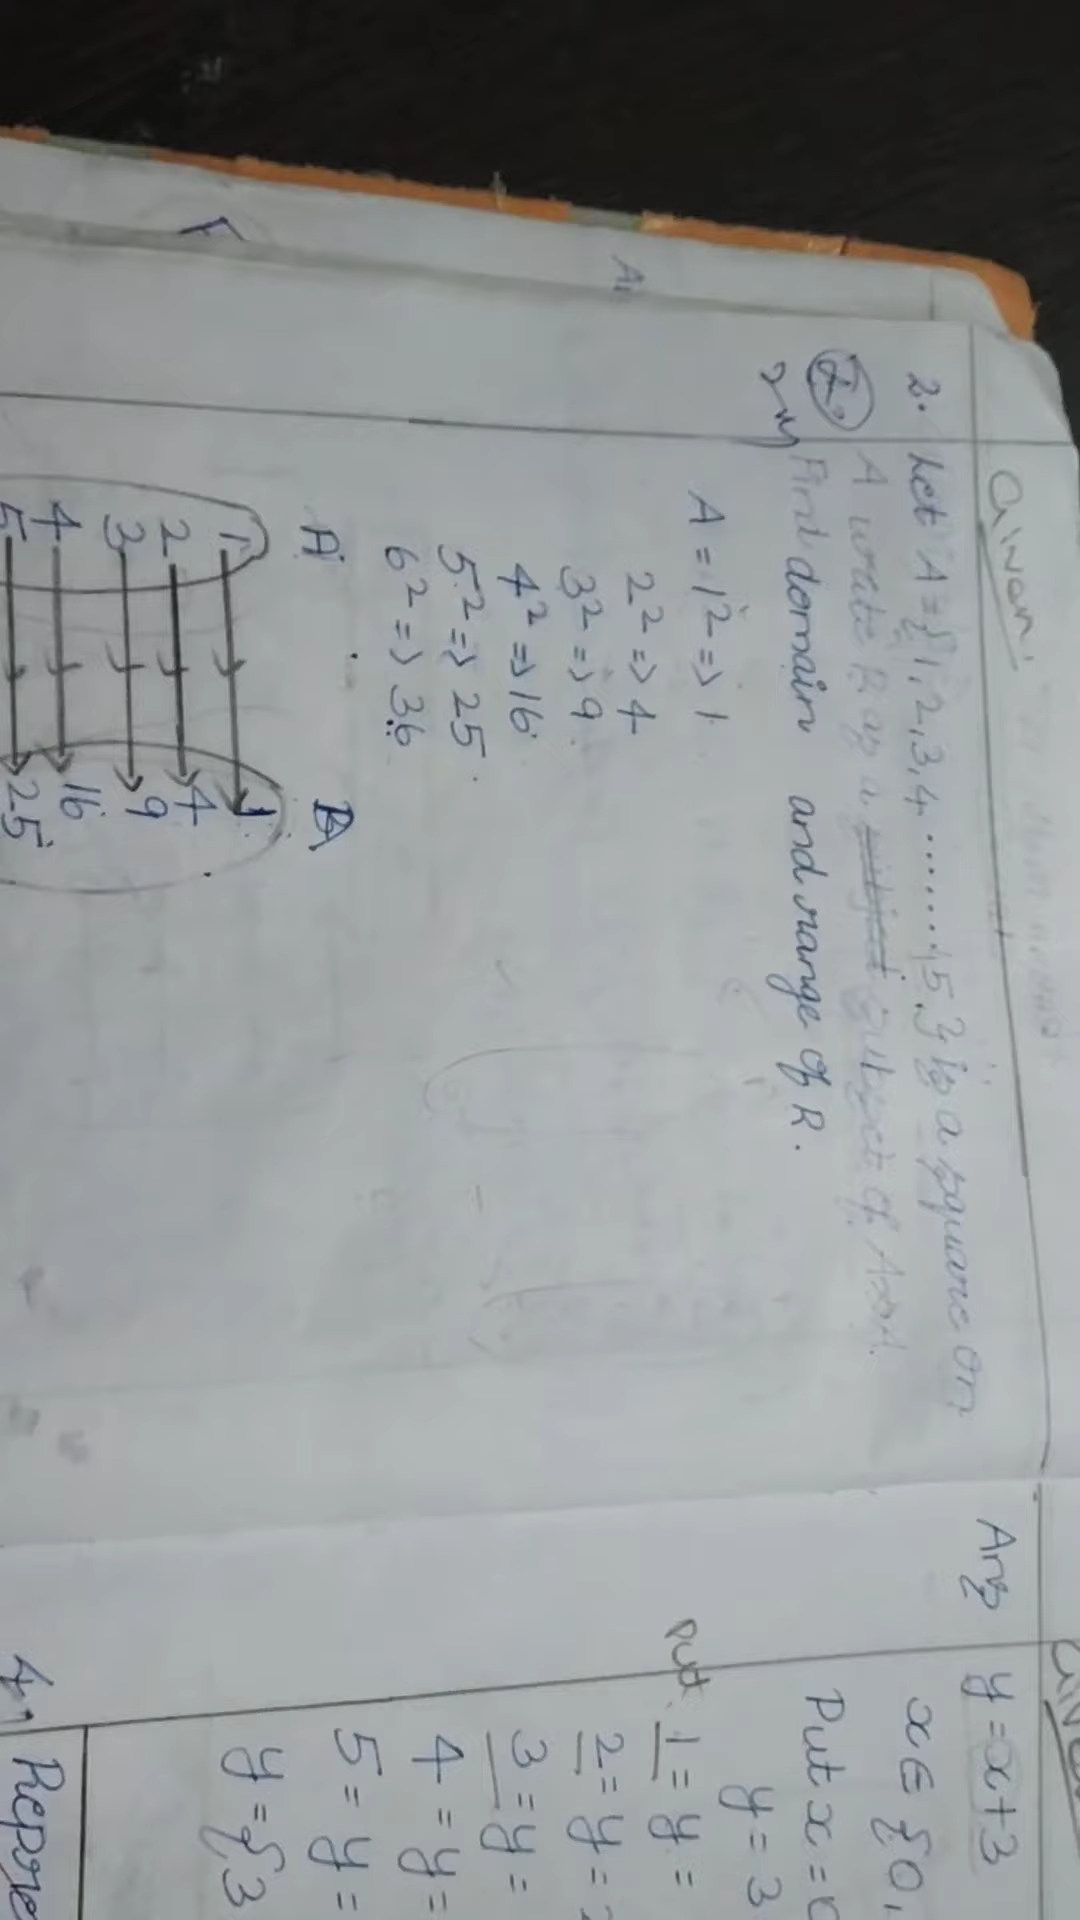 Given:
2. Let A = {1,2,3,4.......45.} is a square on
A write R as a subset of A×A.
2m Find domain and range of R.
A = 1² => 1
2² => 4
3² => 9
4² => 16
5² => 25
6² => 36
A B
1 1
2 4
3 9
4 16
5 25
Ans y = x+3
x ∈ {0,
Put x = 0
y = 3
Put 1 = y =
2 = y =
3 = y =
4 = y =
5 = y =
y = {3
4)